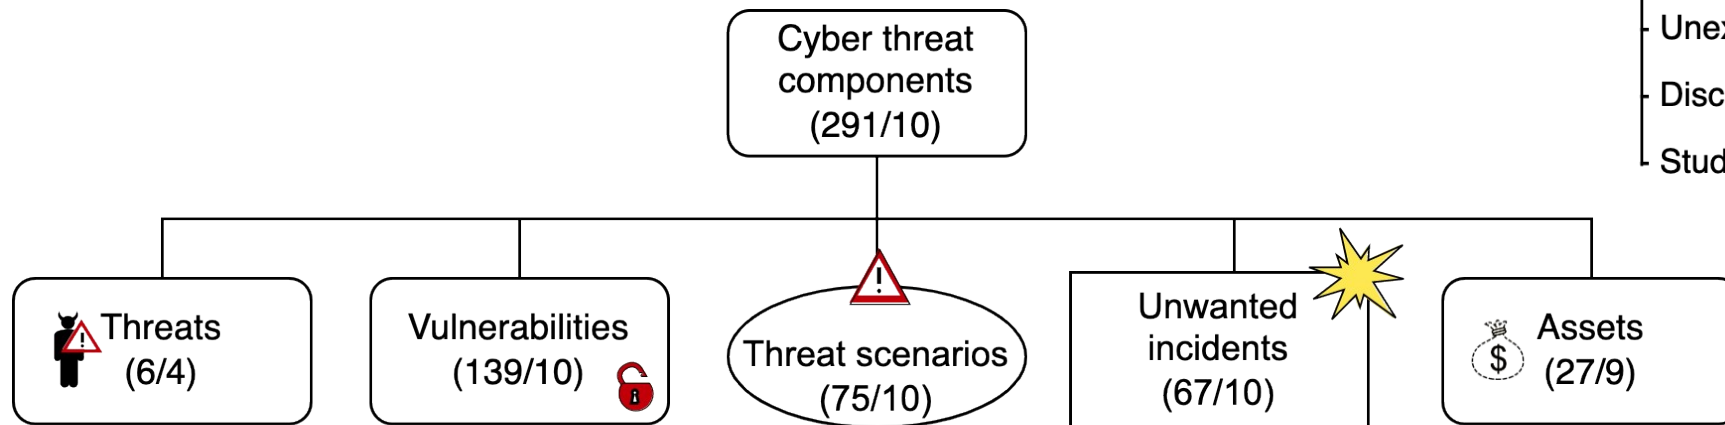 Cyber threat
components
(291/10)
Threats
(6/4)
Vulnerabilities
(139/10)
!
Threat scenarios
(75/10)
Unwanted
incidents
(67/10)
$
Assets
(27/9)